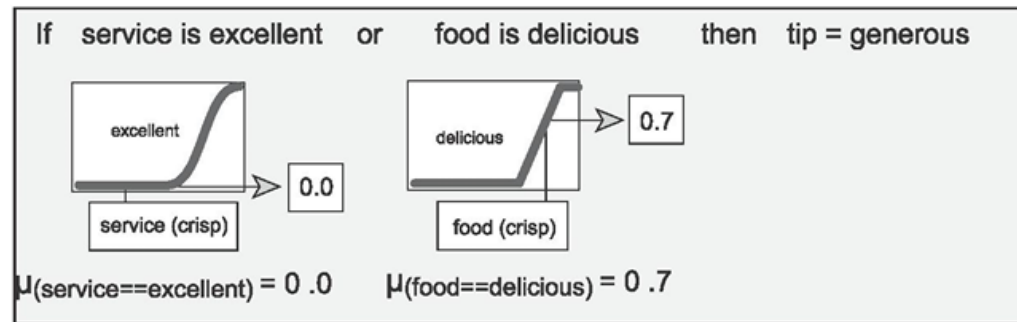 If service is excellent or food is delicious then tip = generous
excellent
delicious
0.7
0.0
service (crisp)
food (crisp)
μ(service==excellent) = 0 .0 μ(food==delicious) = 0 .7